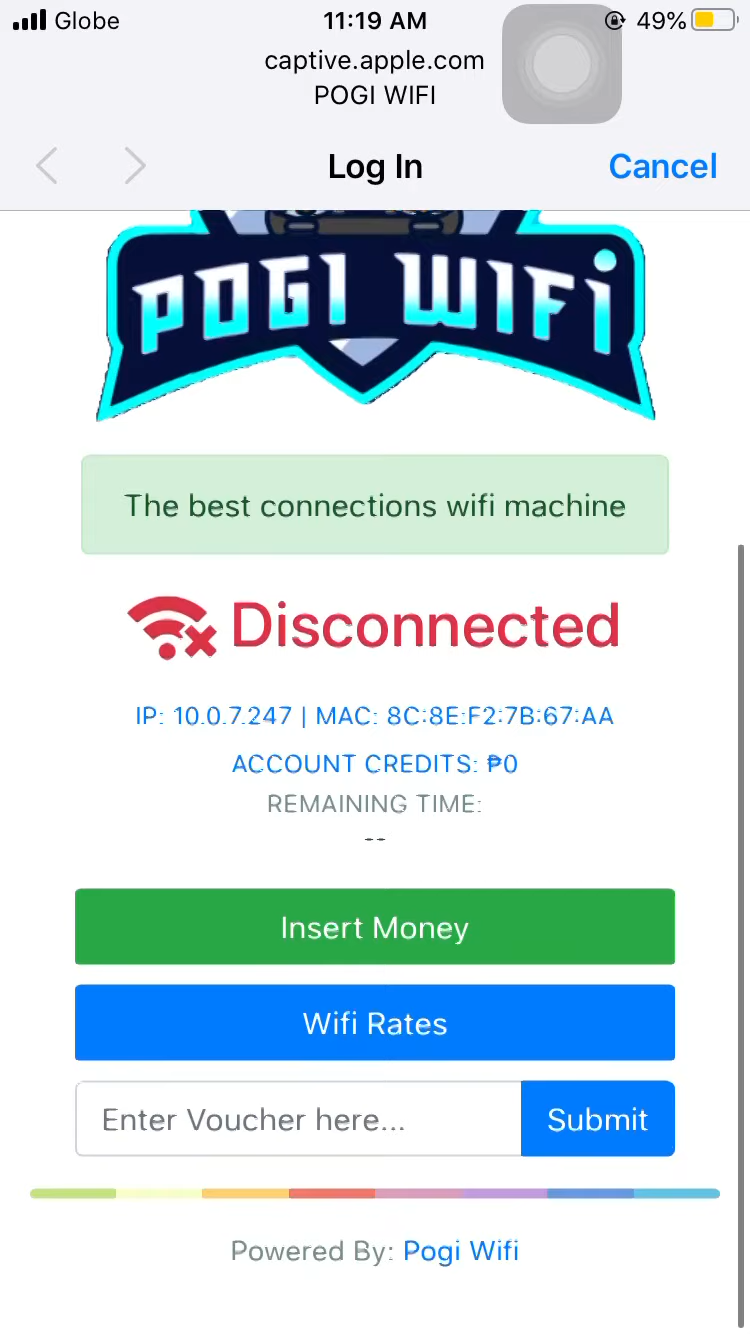 Globe 11:19 AM 49%
captive.apple.com
POGI WIFI
Log In Cancel
POGI WIFI
The best connections wifi machine
Disconnected
IP: 10.0.7.247 | MAC: 8C:8E:F2:7B:67:AA
ACCOUNT CREDITS: ₱0
REMAINING TIME:
--
Insert Money
Wifi Rates
Enter Voucher here... Submit
Powered By: Pogi Wifi